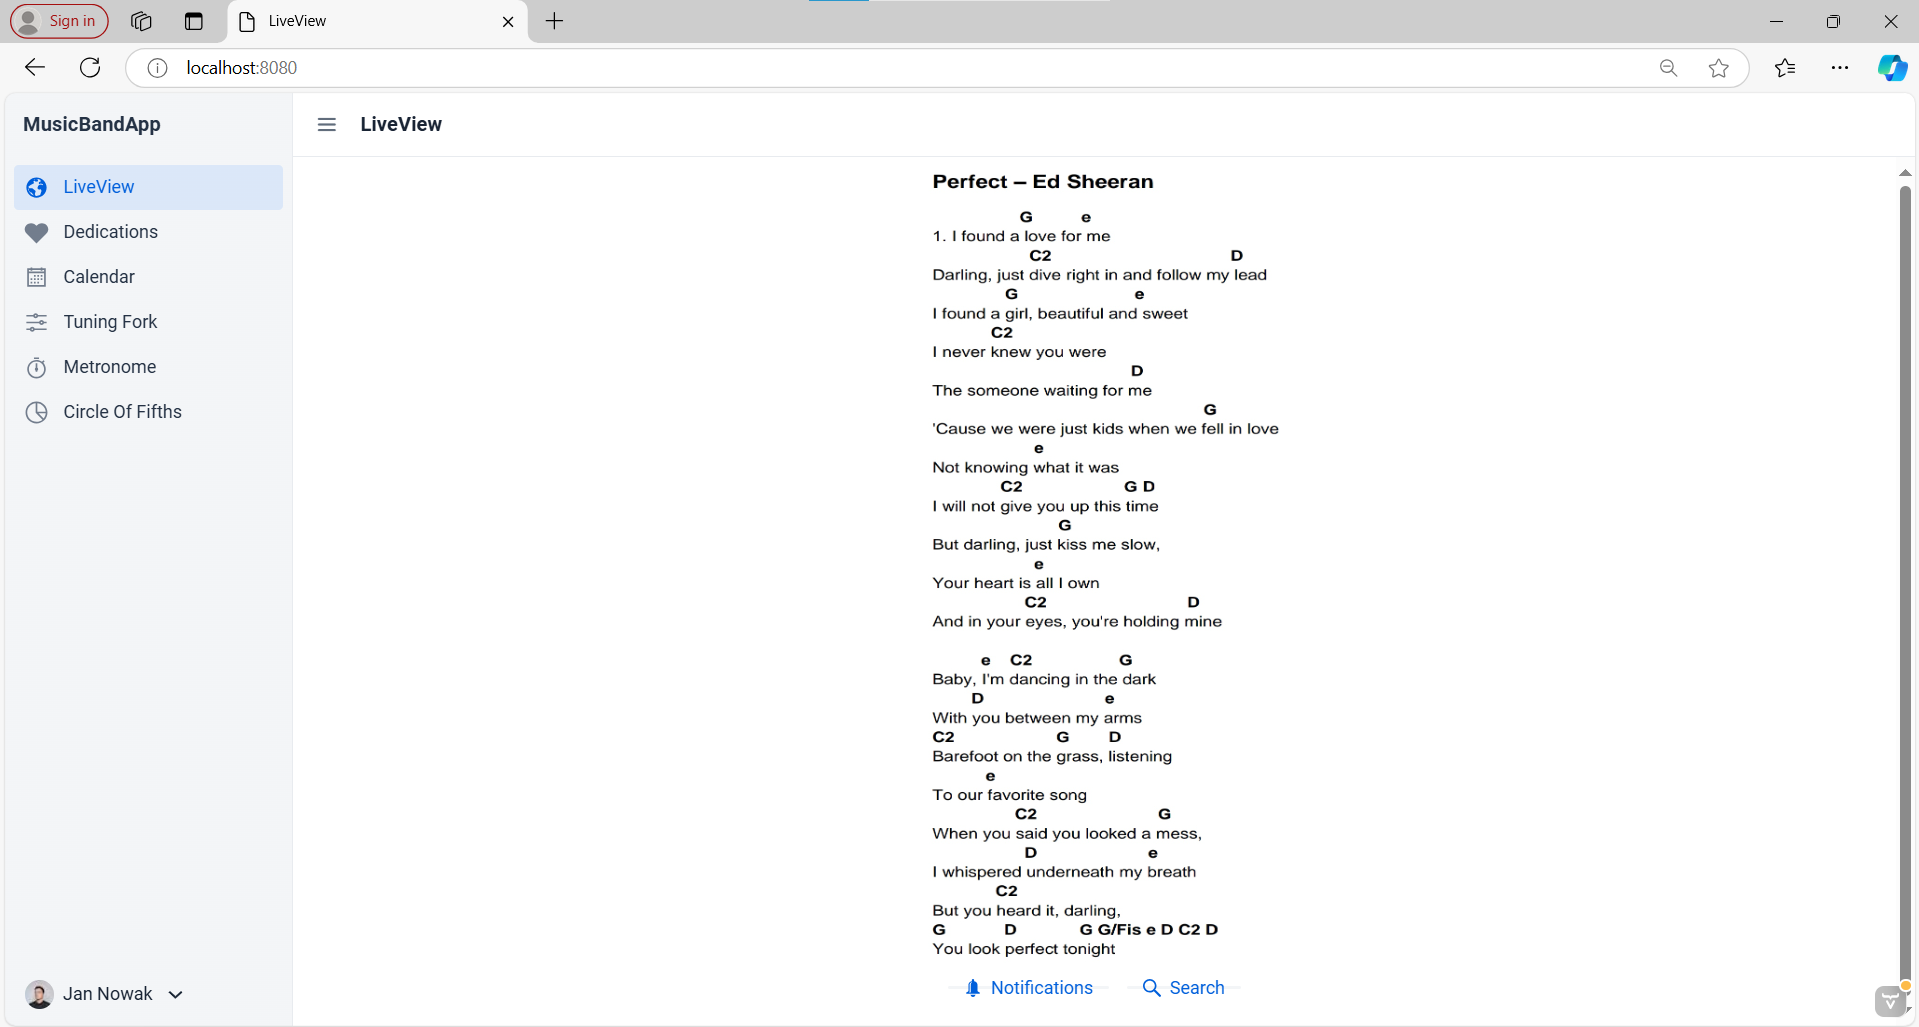 Sign in
LiveView
localhost:8080
MusicBandApp
LiveView
LiveView
Dedications
Calendar
Tuning Fork
Metronome
Circle Of Fifths
Jan Nowak
Perfect – Ed Sheeran
G e
1. I found a love for me
C2 D
Darling, just dive right in and follow my lead
G e
I found a girl, beautiful and sweet
C2
I never knew you were
D
The someone waiting for me
G
'Cause we were just kids when we fell in love
e
Not knowing what it was
C2 G D
I will not give you up this time
G
But darling, just kiss me slow,
e
Your heart is all I own
C2 D
And in your eyes, you're holding mine
e C2 G
Baby, I'm dancing in the dark
D e
With you between my arms
C2 G D
Barefoot on the grass, listening
e
To our favorite song
C2 G
When you said you looked a mess,
D e
I whispered underneath my breath
C2
But you heard it, darling,
G D G G/Fis e D C2 D
You look perfect tonight
Notifications
Search